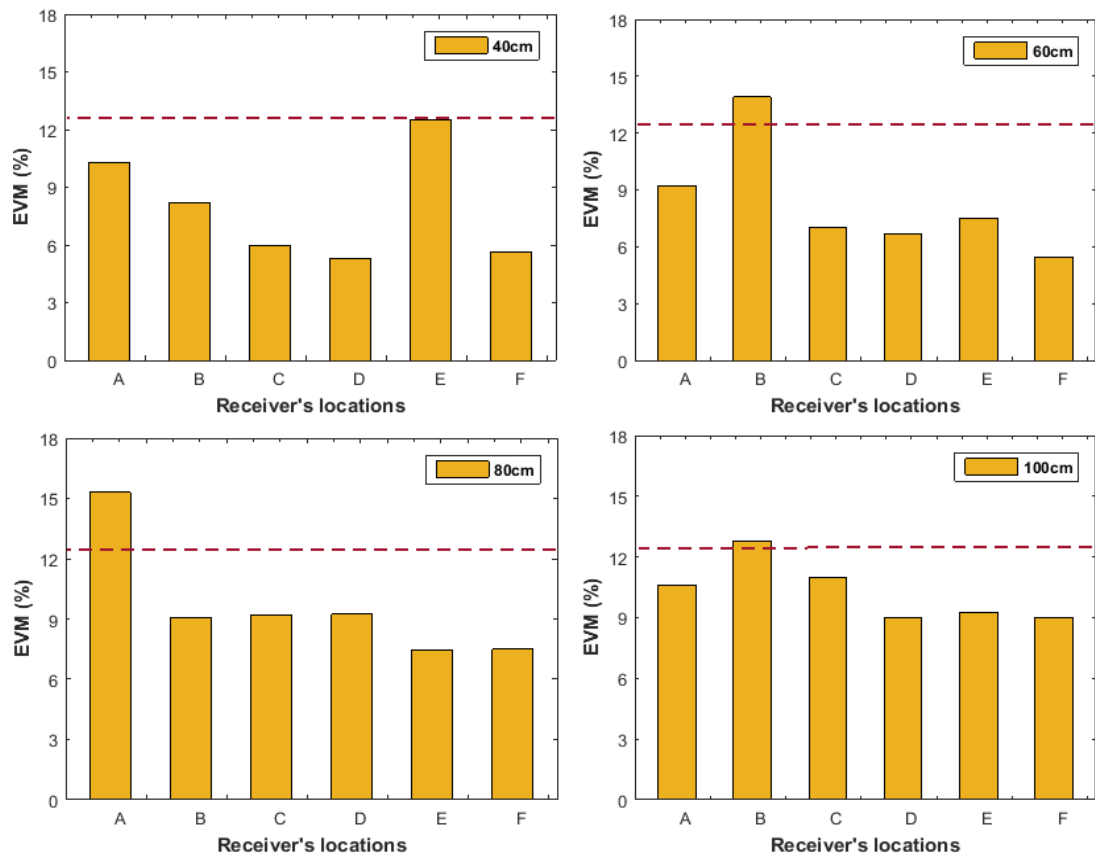 40cm
EVM (%)
18
15
12
9
6
3
0
A B C D E F
Receiver's locations
60cm
EVM (%)
18
15
12
9
6
3
0
A B C D E F
Receiver's locations
80cm
EVM (%)
18
15
12
9
6
3
0
A B C D E F
Receiver's locations
100cm
EVM (%)
18
15
12
9
6
3
0
A B C D E F
Receiver's locations